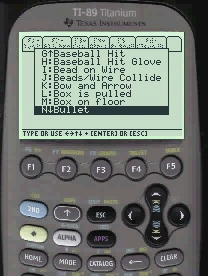 TI-89 Titanium
TEXAS INSTRUMENTS
G:Baseball Hit
H:Baseball Hit Glove
I:Bead on Wire
J:Beads/Wire Collide
K:Bow and Arrow
L:Box is pulled
M:Box on floor
N↓Bullet
TYPE OR USE ←→↑↓ + [ENTER] OR [ESC]
F1 F2 F3 F4 F5
2ND ↑ ESC
ALPHA APPS
HOME MODE CATALOG CLEAR